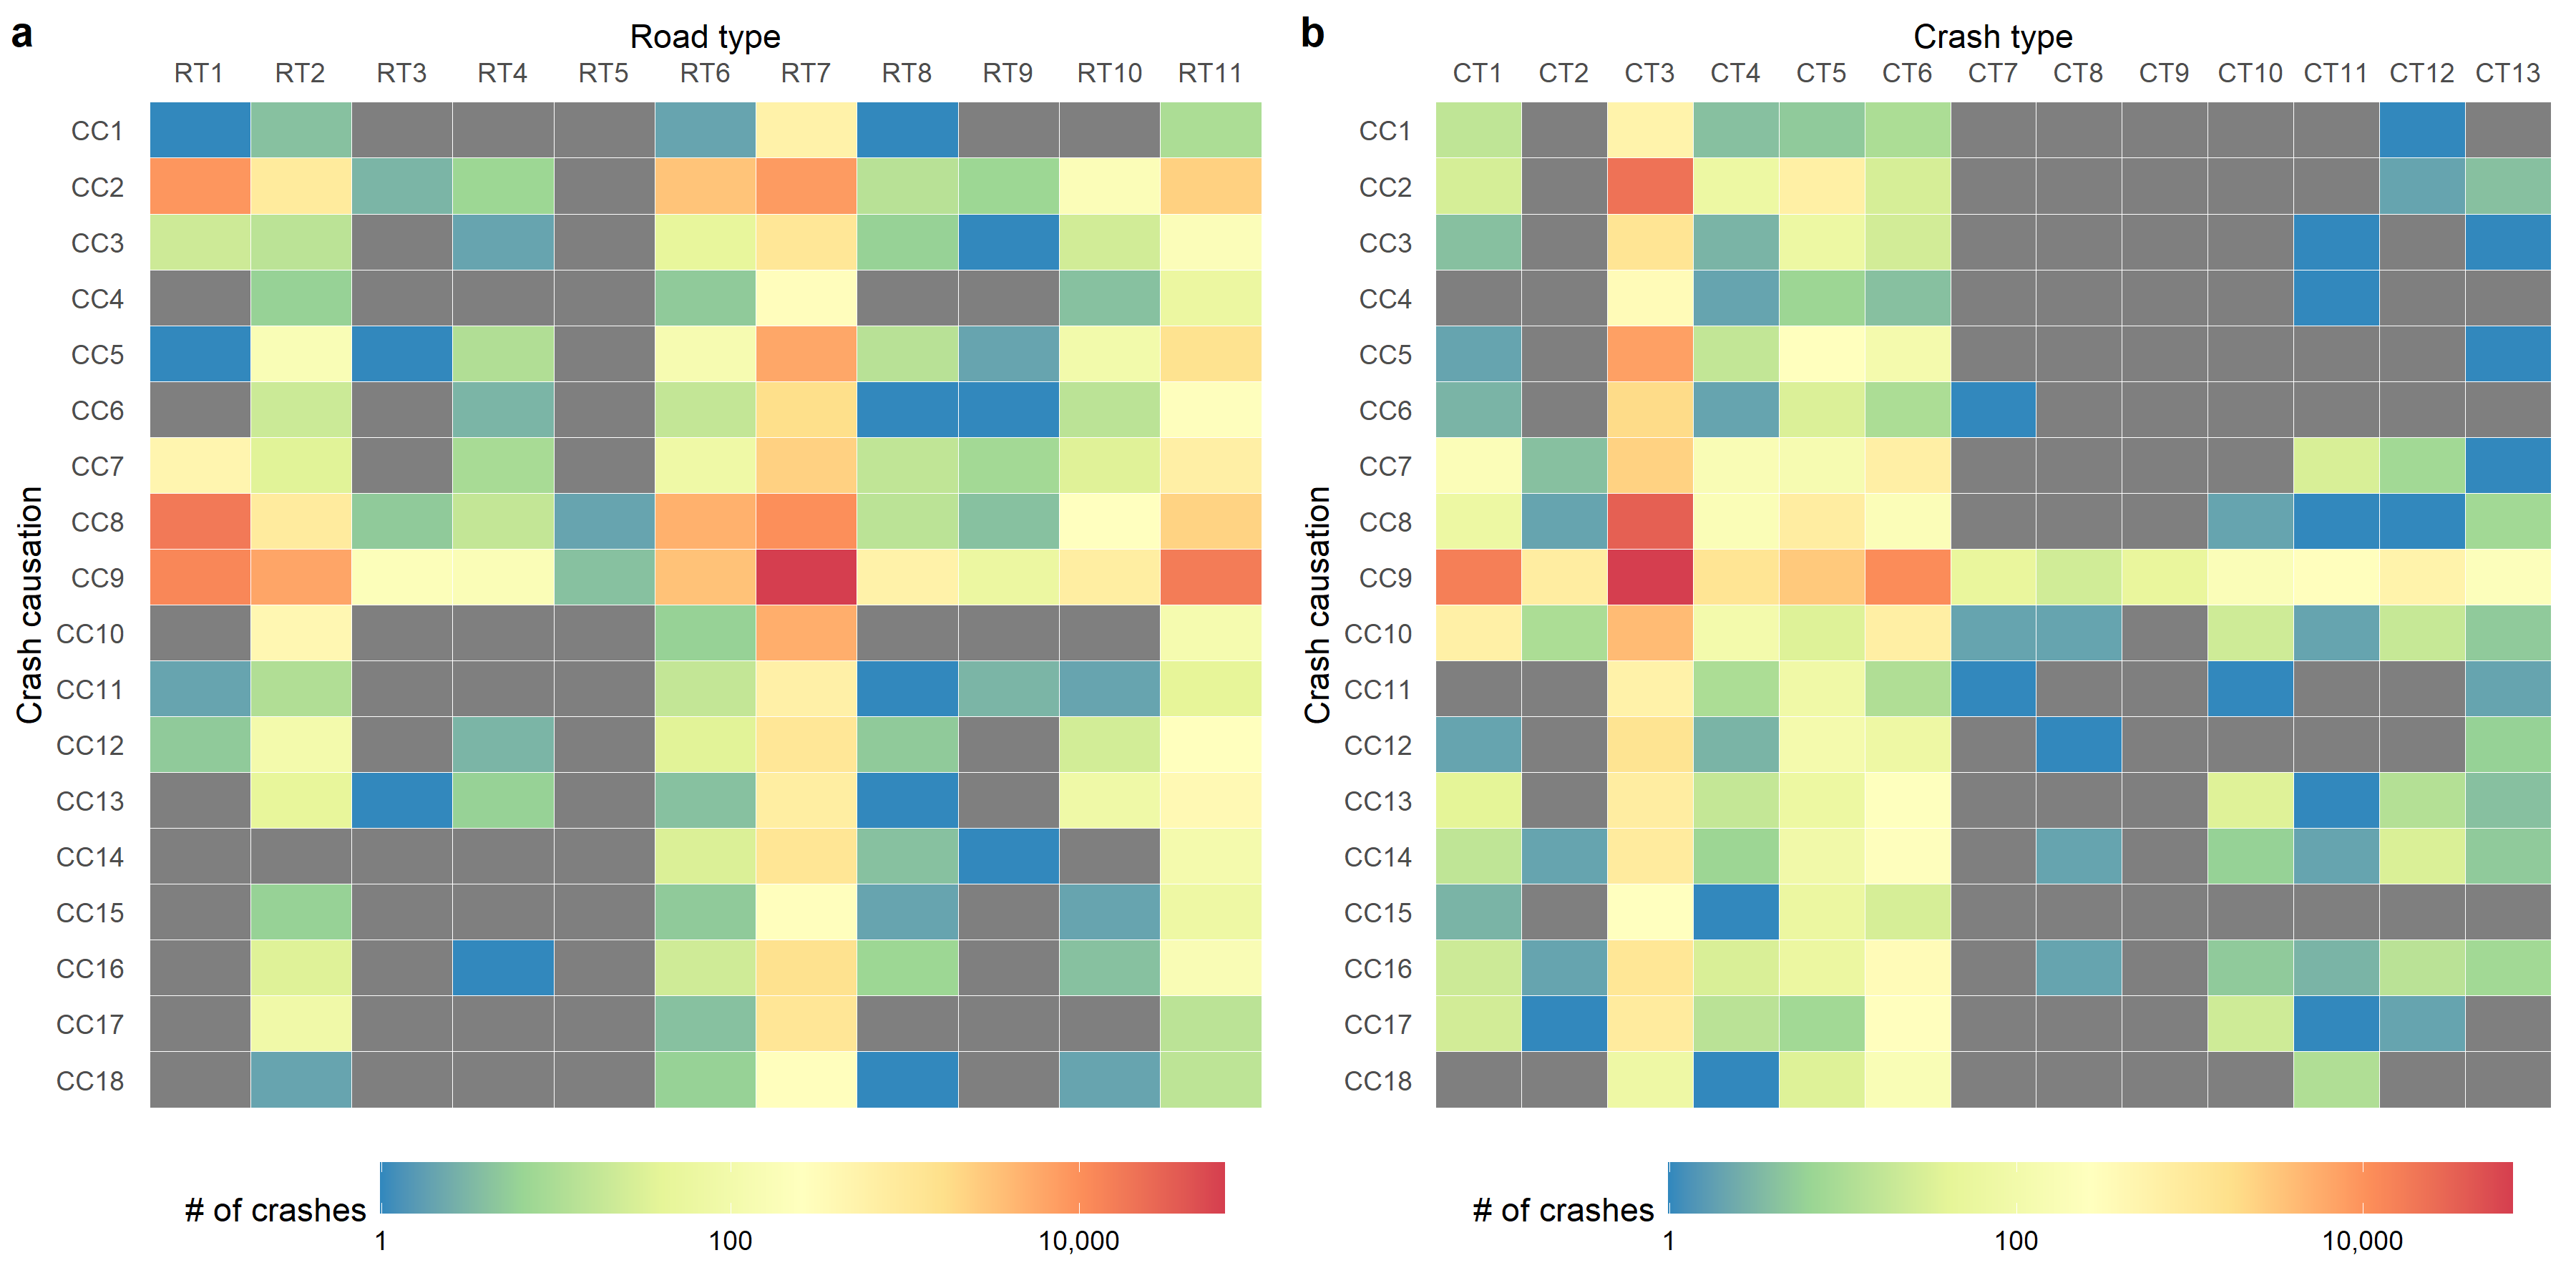 a
Road type
RT1 RT2 RT3 RT4 RT5 RT6 RT7 RT8 RT9 RT10 RT11
Crash causation
CC1
CC2
CC3
CC4
CC5
CC6
CC7
CC8
CC9
CC10
CC11
CC12
CC13
CC14
CC15
CC16
CC17
CC18
# of crashes
1 100 10,000
b
Crash type
CT1 CT2 CT3 CT4 CT5 CT6 CT7 CT8 CT9 CT10 CT11 CT12 CT13
Crash causation
CC1
CC2
CC3
CC4
CC5
CC6
CC7
CC8
CC9
CC10
CC11
CC12
CC13
CC14
CC15
CC16
CC17
CC18
# of crashes
1 100 10,000